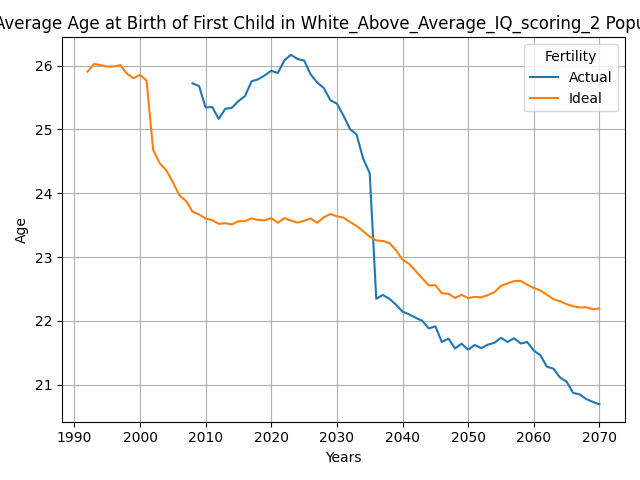 Average Age at Birth of First Child in White_Above_Average_IQ_scoring_2 Popu
Fertility
Actual
Ideal
26
25
24
23
22
21
Age
1990
2000
2010
2020
2030
2040
2050
2060
2070
Years